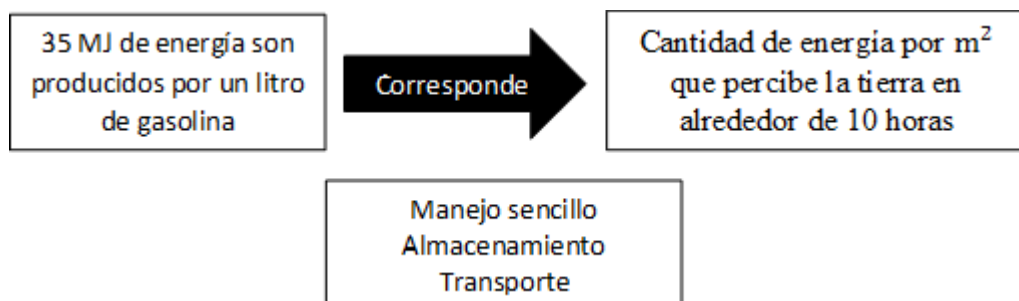 35 MJ de energía son
producidos por un litro
de gasolina
Corresponde
Cantidad de energia por m²
que percibe la tierra en
alrededor de 10 horas
Manejo sencillo
Almacenamiento
Transporte